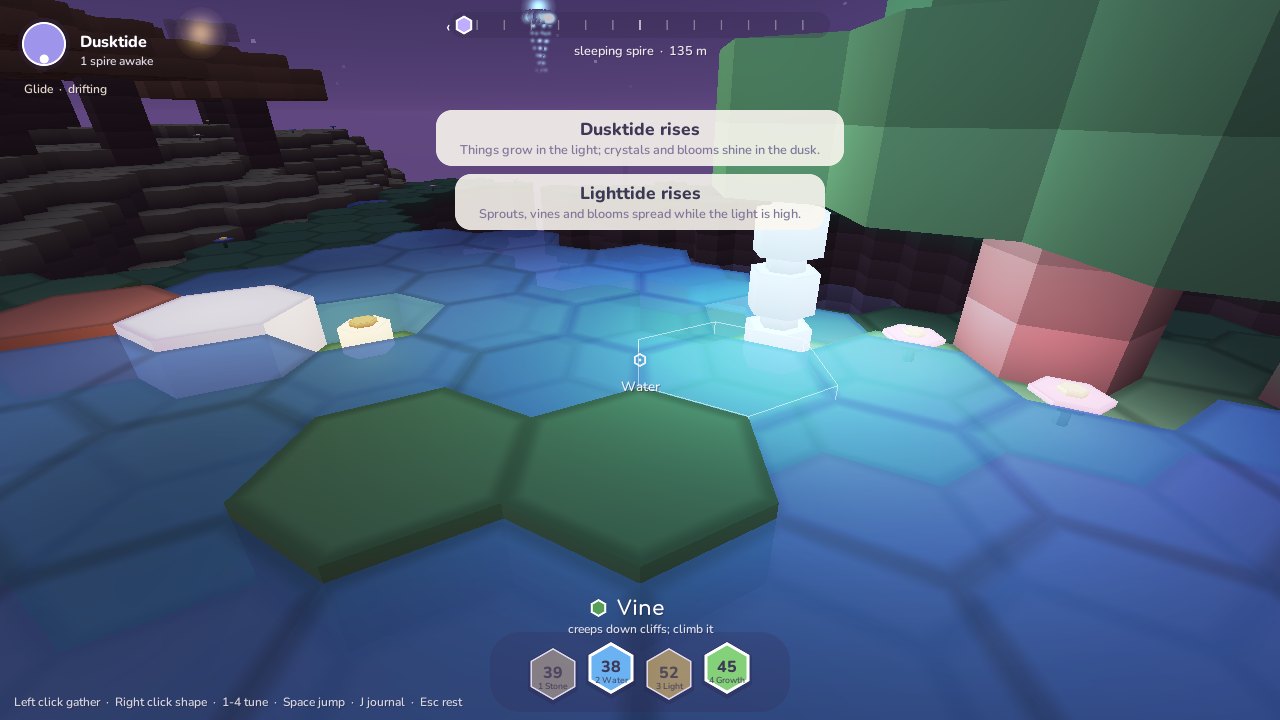 Dusktide
1 spire awake
Glide · drifting
sleeping spire · 135 m
Dusktide rises
Things grow in the light; crystals and blooms shine in the dusk.
Lighttide rises
Sprouts, vines and blooms spread while the light is high.
Water
Vine
creeps down cliffs; climb it
39 38 52 45
1 Stone 2 Water 3 Light 4 Growth
Left click gather · Right click shape · 1-4 tune · Space jump · J journal · Esc rest